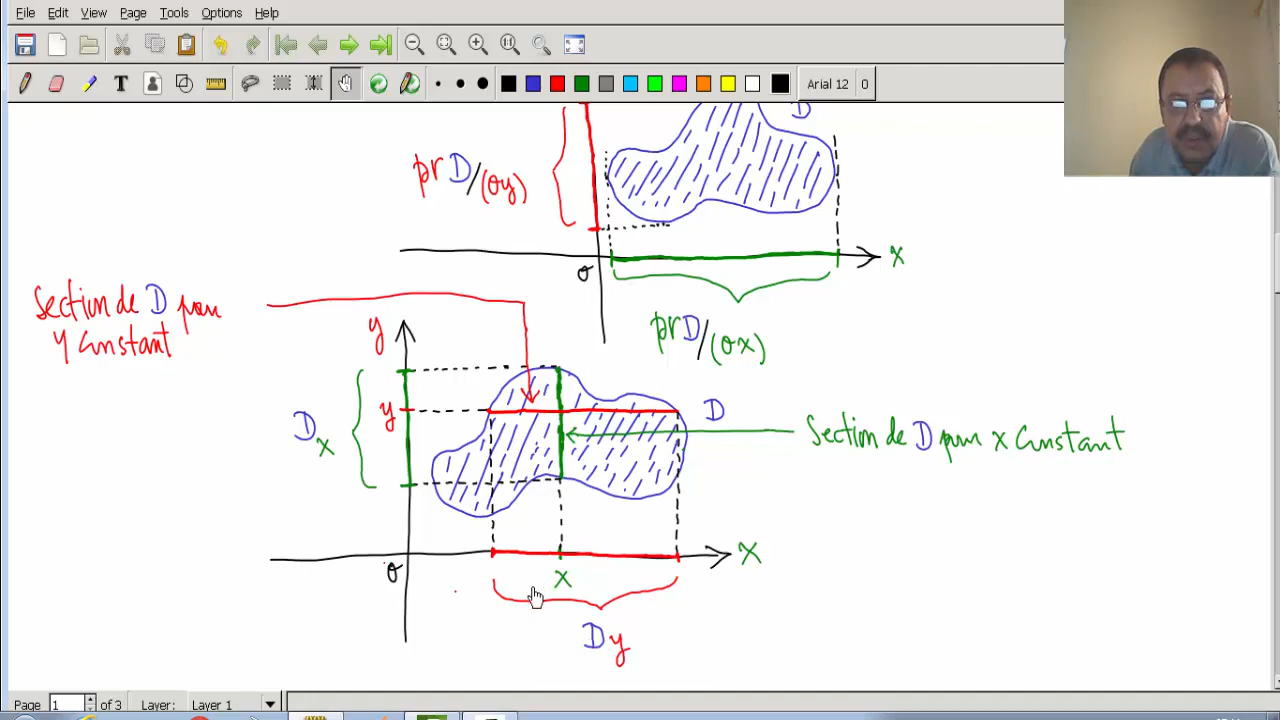 File Edit View Page Tools Options Help
Arial 12 0
D
pr D/(oy)
x
o
pr D/(ox)
Section de D pour
y Constant
y
D x
y
D
Section de D pour x Constant
o
x
x
D y
Page 1 of 3 Layer: Layer 1